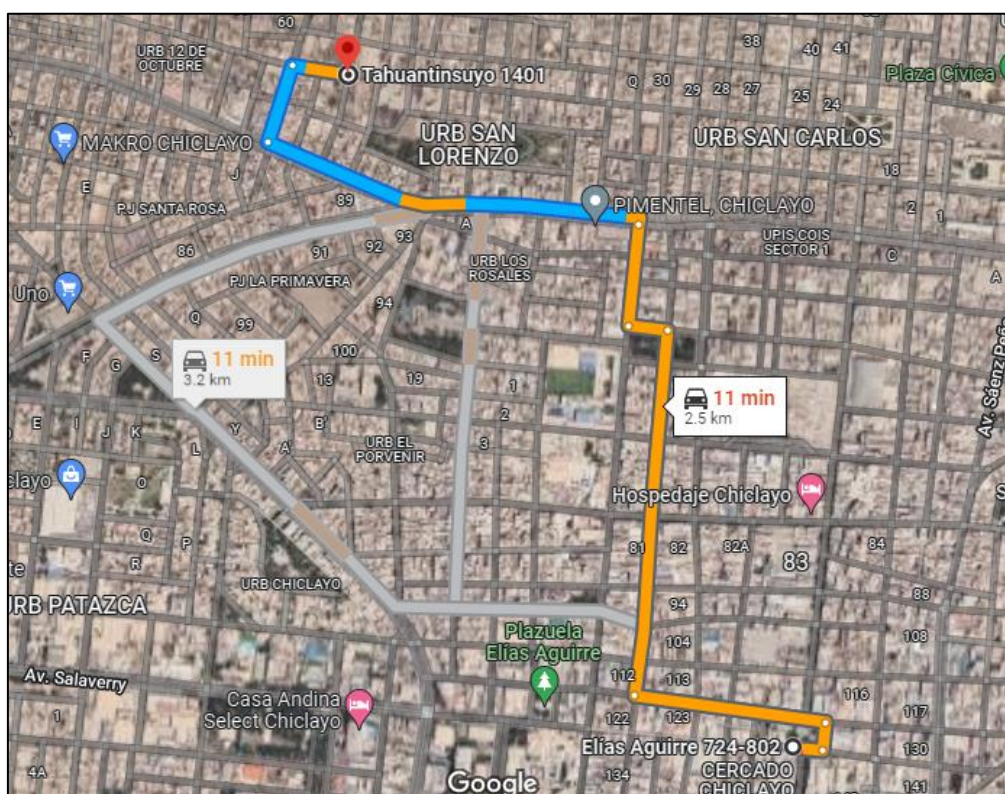 60
URB 12 DE
OCTUBRE
Tahuantinsuyo 1401
38
40
41
Q
30
29
28
27
25
24
Plaza Cívica
MAKRO CHICLAYO
URB SAN
LORENZO
URB SAN CARLOS
E
J
18
PJ SANTA ROSA
89
PIMENTEL, CHICLAYO
2
1
86
92
93
A
UPIS COIS
SECTOR 1
C
91
URB LOS
ROSALES
PJ LA PRIMAVERA
A
Uno
94
Q
99
F
S
G
100
11 min
3.2 km
13
19
1
2
11 min
2.5 km
Av. Sáenz Peña
E
I
J
K
Y
B'
L
A'
URB EL
PORVENIR
3
clayo
O
Hospedaje Chiclayo
Q
R
P
81
82
82A
83
84
URB CHICLAYO
88
URB PATAZCA
94
Plazuela
Elías Aguirre
104
108
Av. Salaverry
112
113
116
Casa Andina
Select Chiclayo
1
122
123
117
Elías Aguirre 724-802
130
4A
Google
134
CERCADO
CHICLAYO
141